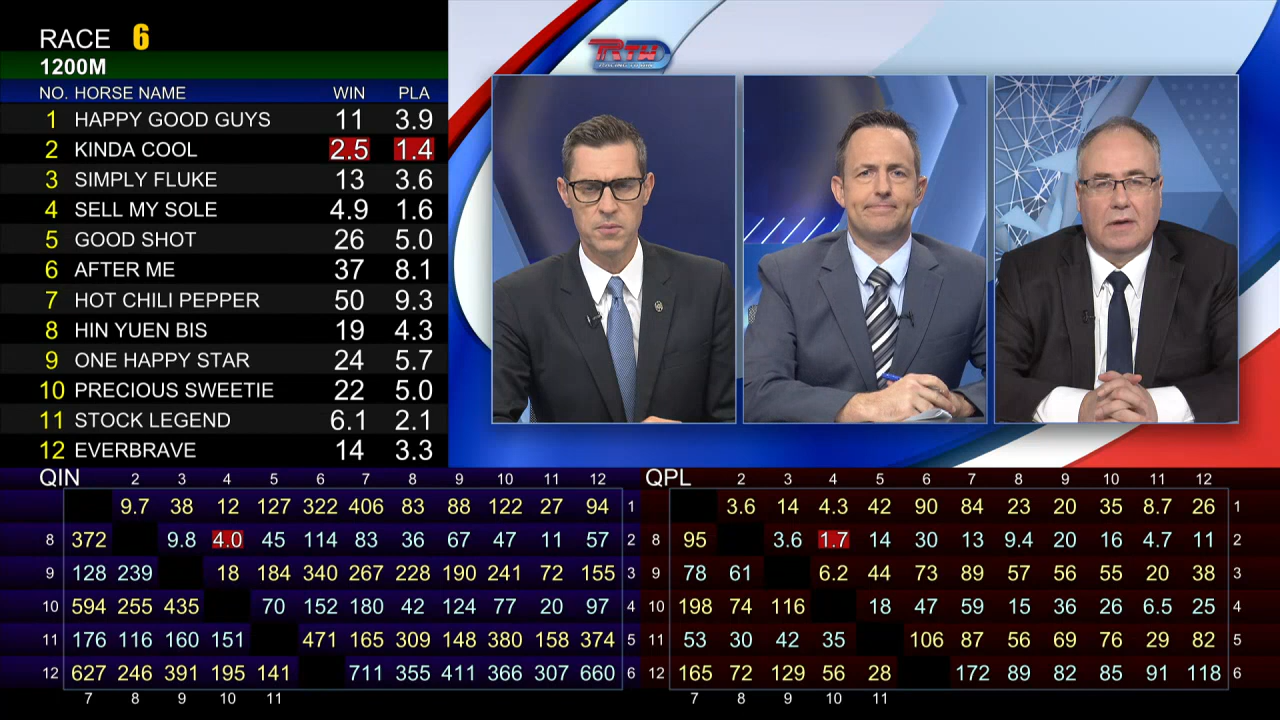 RACE 6
1200M
NO. HORSE NAME WIN PLA
1 HAPPY GOOD GUYS 11 3.9
2 KINDA COOL 2.5 1.4
3 SIMPLY FLUKE 13 3.6
4 SELL MY SOLE 4.9 1.6
5 GOOD SHOT 26 5.0
6 AFTER ME 37 8.1
7 HOT CHILI PEPPER 50 9.3
8 HIN YUEN BIS 19 4.3
9 ONE HAPPY STAR 24 5.7
10 PRECIOUS SWEETIE 22 5.0
11 STOCK LEGEND 6.1 2.1
12 EVERBRAVE 14 3.3
RTW
QIN 2 3 4 5 6 7 8 9 10 11 12
9.7 38 12 127 322 406 83 88 122 27 94 1
8 372 9.8 4.0 45 114 83 36 67 47 11 57 2
9 128 239 18 184 340 267 228 190 241 72 155 3
10 594 255 435 70 152 180 42 124 77 20 97 4
11 176 116 160 151 471 165 309 148 380 158 374 5
12 627 246 391 195 141 711 355 411 366 307 660 6
7 8 9 10 11
QPL 2 3 4 5 6 7 8 9 10 11 12
3.6 14 4.3 42 90 84 23 20 35 8.7 26 1
8 95 3.6 1.7 14 30 13 9.4 20 16 4.7 11 2
9 78 61 6.2 44 73 89 57 56 55 20 38 3
10 198 74 116 18 47 59 15 36 26 6.5 25 4
11 53 30 42 35 106 87 56 69 76 29 82 5
12 165 72 129 56 28 172 89 82 85 91 118 6
7 8 9 10 11